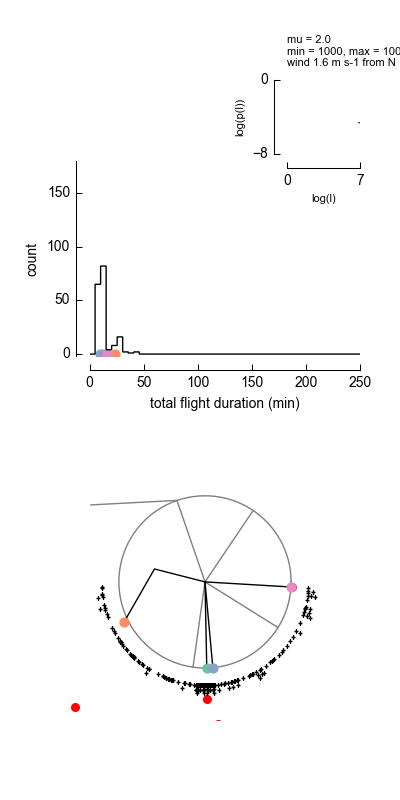 mu = 2.0
min = 1000, max = 100
wind 1.6 m s-1 from N
0
log(p(l))
−8
0 7
log(l)
150
count
100
50
0
0 50 100 150 200 250
total flight duration (min)